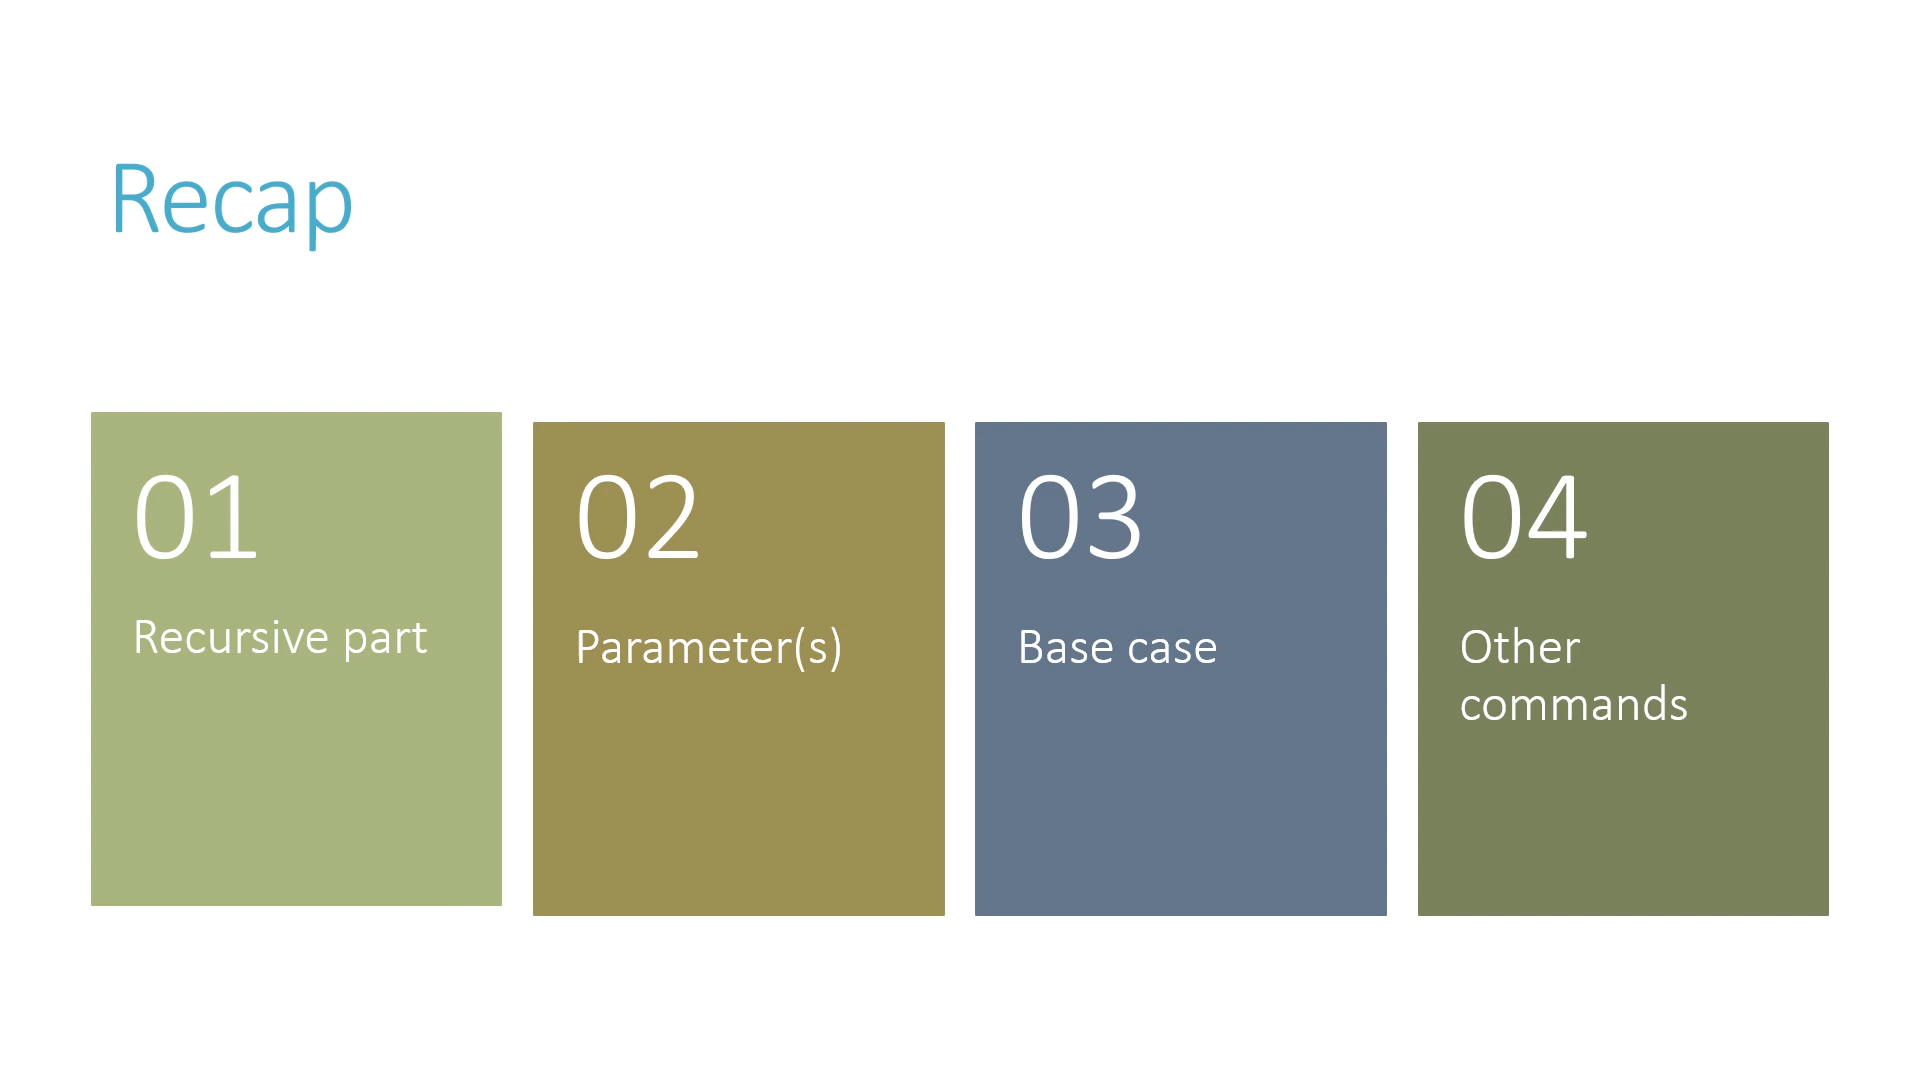 Recap
01
Recursive part
02
Parameter(s)
03
Base case
04
Other
commands